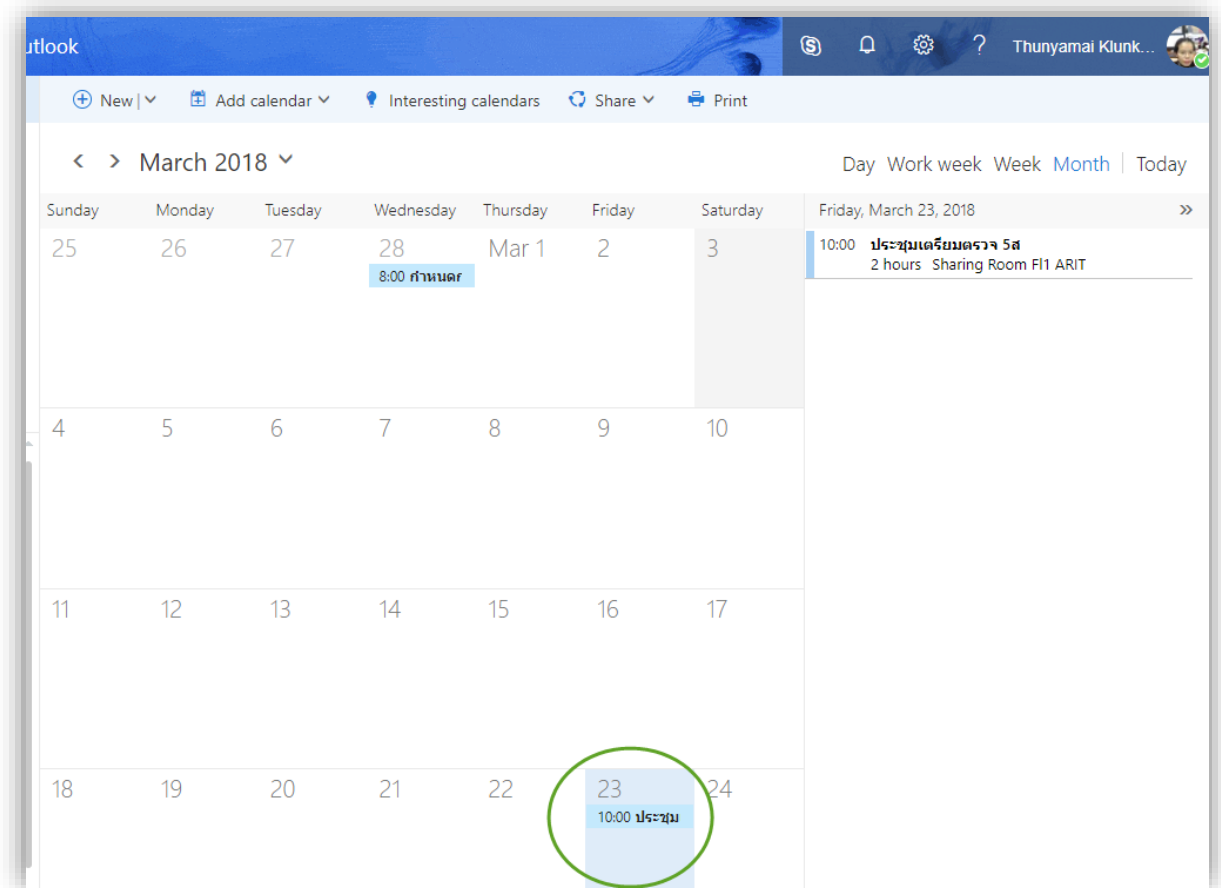 utlook Thunyamai Klunk...
New Add calendar Interesting calendars Share Print
March 2018 Day Work week Week Month Today
Sunday Monday Tuesday Wednesday Thursday Friday Saturday Friday, March 23, 2018
25 26 27 28 Mar 1 2 3
8:00 กำหนดก
10:00 ประชุมเตรียมตรวจ 5ส
2 hours Sharing Room Fl1 ARIT
4 5 6 7 8 9 10
11 12 13 14 15 16 17
18 19 20 21 22 23 24
10:00 ประชุม